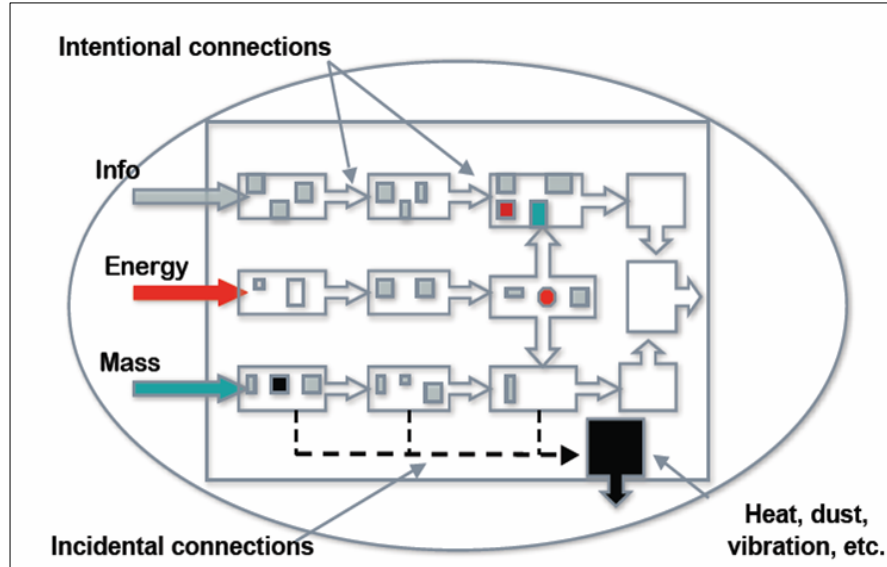 Intentional connections
Info
Energy
Mass
Incidental connections
Heat, dust,
vibration, etc.